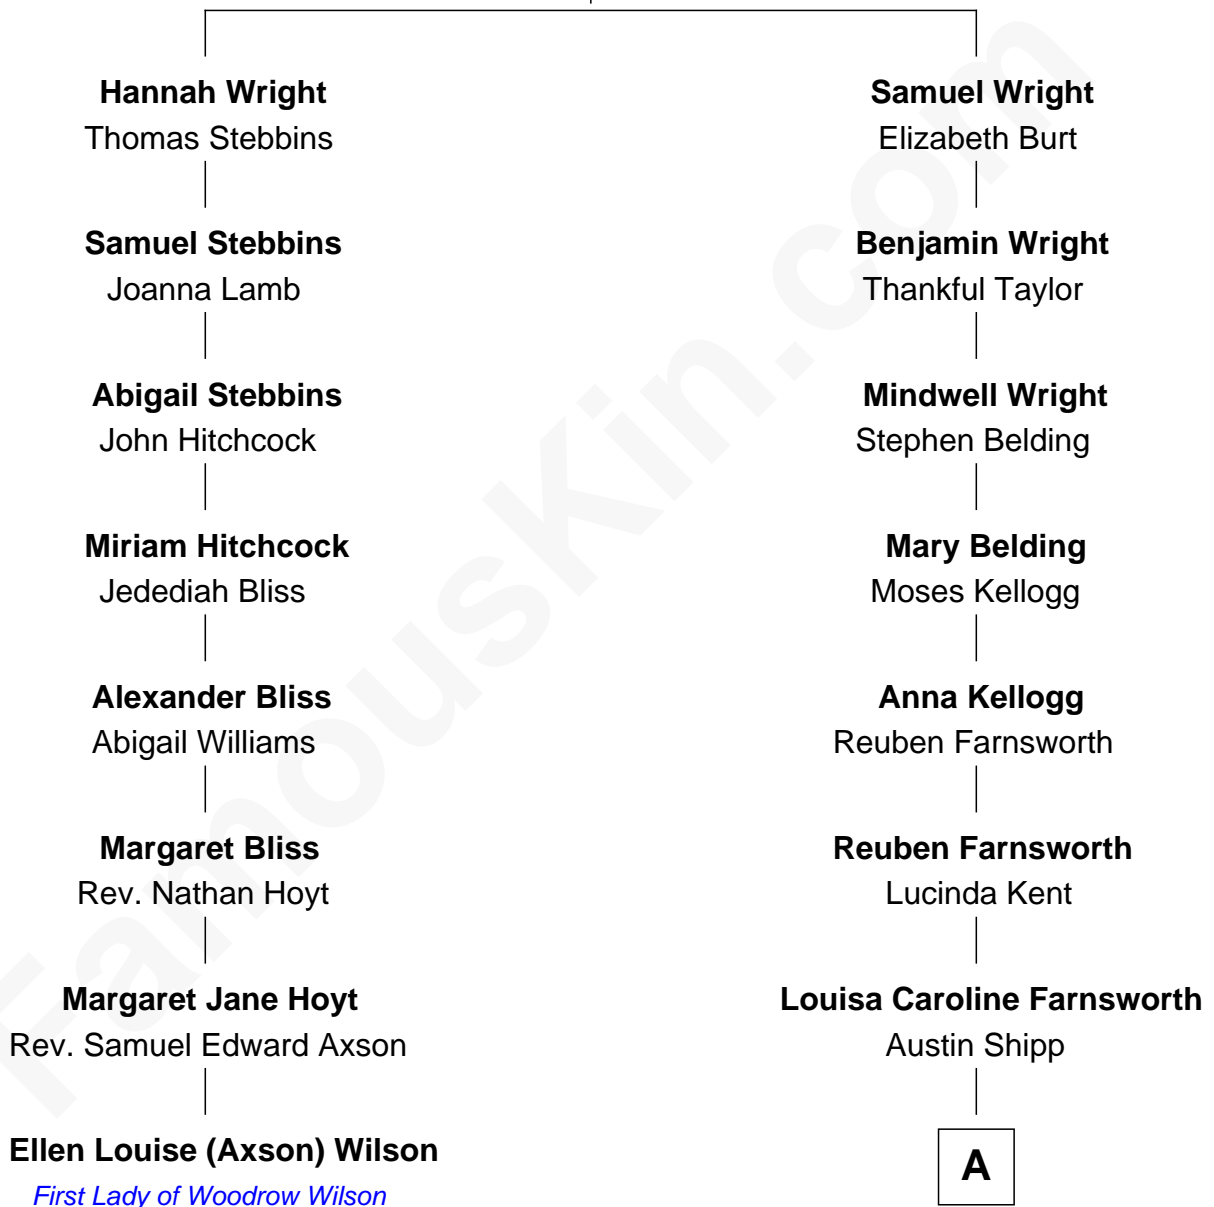 Hannah Wright
Thomas Stebbins
Samuel Wright
Elizabeth Burt
Samuel Stebbins
Joanna Lamb
Benjamin Wright
Thankful Taylor
Abigail Stebbins
John Hitchcock
Mindwell Wright
Stephen Belding
Miriam Hitchcock
Jedediah Bliss
Mary Belding
Moses Kellogg
Alexander Bliss
Abigail Williams
Anna Kellogg
Reuben Farnsworth
Margaret Bliss
Rev. Nathan Hoyt
Reuben Farnsworth
Lucinda Kent
Margaret Jane Hoyt
Rev. Samuel Edward Axson
Louisa Caroline Farnsworth
Austin Shipp
Ellen Louise (Axson) Wilson
First Lady of Woodrow Wilson
A
FamousKin.com